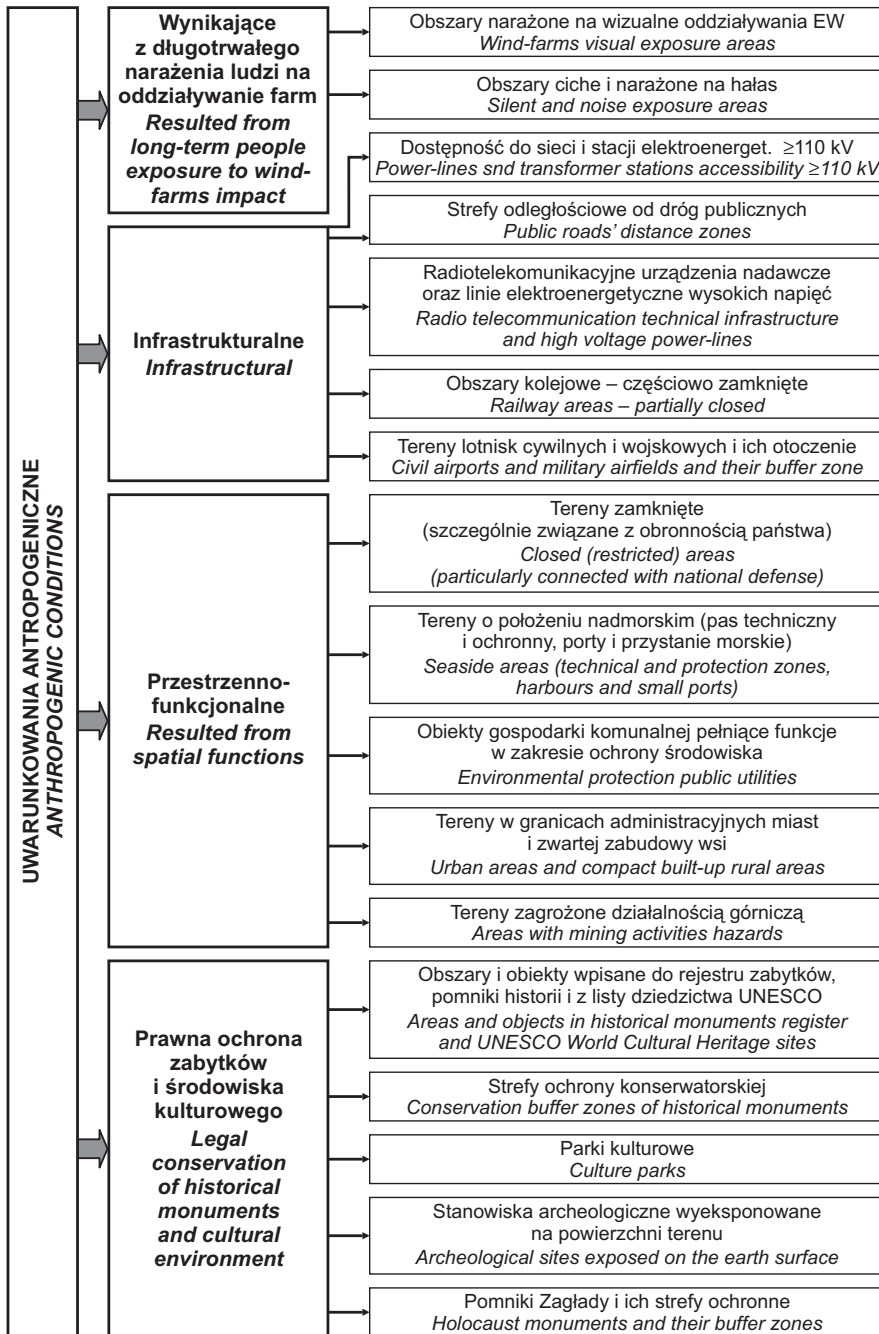 UWARUNKOWANIA ANTROPOGENICZNE
ANTHROPOGENIC CONDITIONS
Wynikające
z długotrwałego
narażenia ludzi na
oddziaływanie farm
Resulted from
long-term people
exposure to wind-
farms impact
Obszary narażone na wizualne oddziaływania EW
Wind-farms visual exposure areas
Obszary ciche i narażone na hałas
Silent and noise exposure areas
Infrastrukturalne
Infrastructural
Dostępność do sieci i stacji elektroenerget. ≥110 kV
Power-lines snd transformer stations accessibility ≥110 kV
Strefy odległościowe od dróg publicznych
Public roads' distance zones
Radiotelekomunikacyjne urządzenia nadawcze
oraz linie elektroenergetyczne wysokich napięć
Radio telecommunication technical infrastructure
and high voltage power-lines
Obszary kolejowe – częściowo zamknięte
Railway areas – partially closed
Tereny lotnisk cywilnych i wojskowych i ich otoczenie
Civil airports and military airfields and their buffer zone
Przestrzenno-
funkcjonalne
Resulted from
spatial functions
Tereny zamknięte
(szczególnie związane z obronnością państwa)
Closed (restricted) areas
(particularly connected with national defense)
Tereny o położeniu nadmorskim (pas techniczny
i ochronny, porty i przystanie morskie)
Seaside areas (technical and protection zones,
harbours and small ports)
Obiekty gospodarki komunalnej pełniące funkcje
w zakresie ochrony środowiska
Environmental protection public utilities
Tereny w granicach administracyjnych miast
i zwartej zabudowy wsi
Urban areas and compact built-up rural areas
Tereny zagrożone działalnością górniczą
Areas with mining activities hazards
Prawna ochrona
zabytków
i środowiska
kulturowego
Legal
conservation
of historical
monuments
and cultural
environment
Obszary i obiekty wpisane do rejestru zabytków,
pomniki historii i z listy dziedzictwa UNESCO
Areas and objects in historical monuments register
and UNESCO World Cultural Heritage sites
Strefy ochrony konserwatorskiej
Conservation buffer zones of historical monuments
Parki kulturowe
Culture parks
Stanowiska archeologiczne wyeksponowane
na powierzchni terenu
Archeological sites exposed on the earth surface
Pomniki Zagłady i ich strefy ochronne
Holocaust monuments and their buffer zones